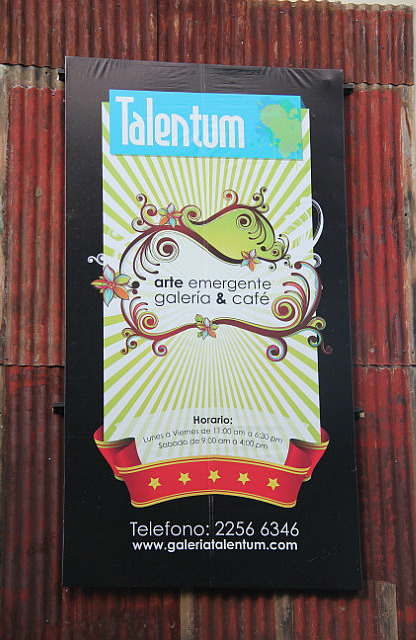 Talentum
arte emergente
galería & café
Horario:
Lunes a Viernes de 11:00 am a 6:30 pm
Sabado de 9:00 am a 4:00 pm
Telefono: 2256 6346
www.galeriatalentum.com